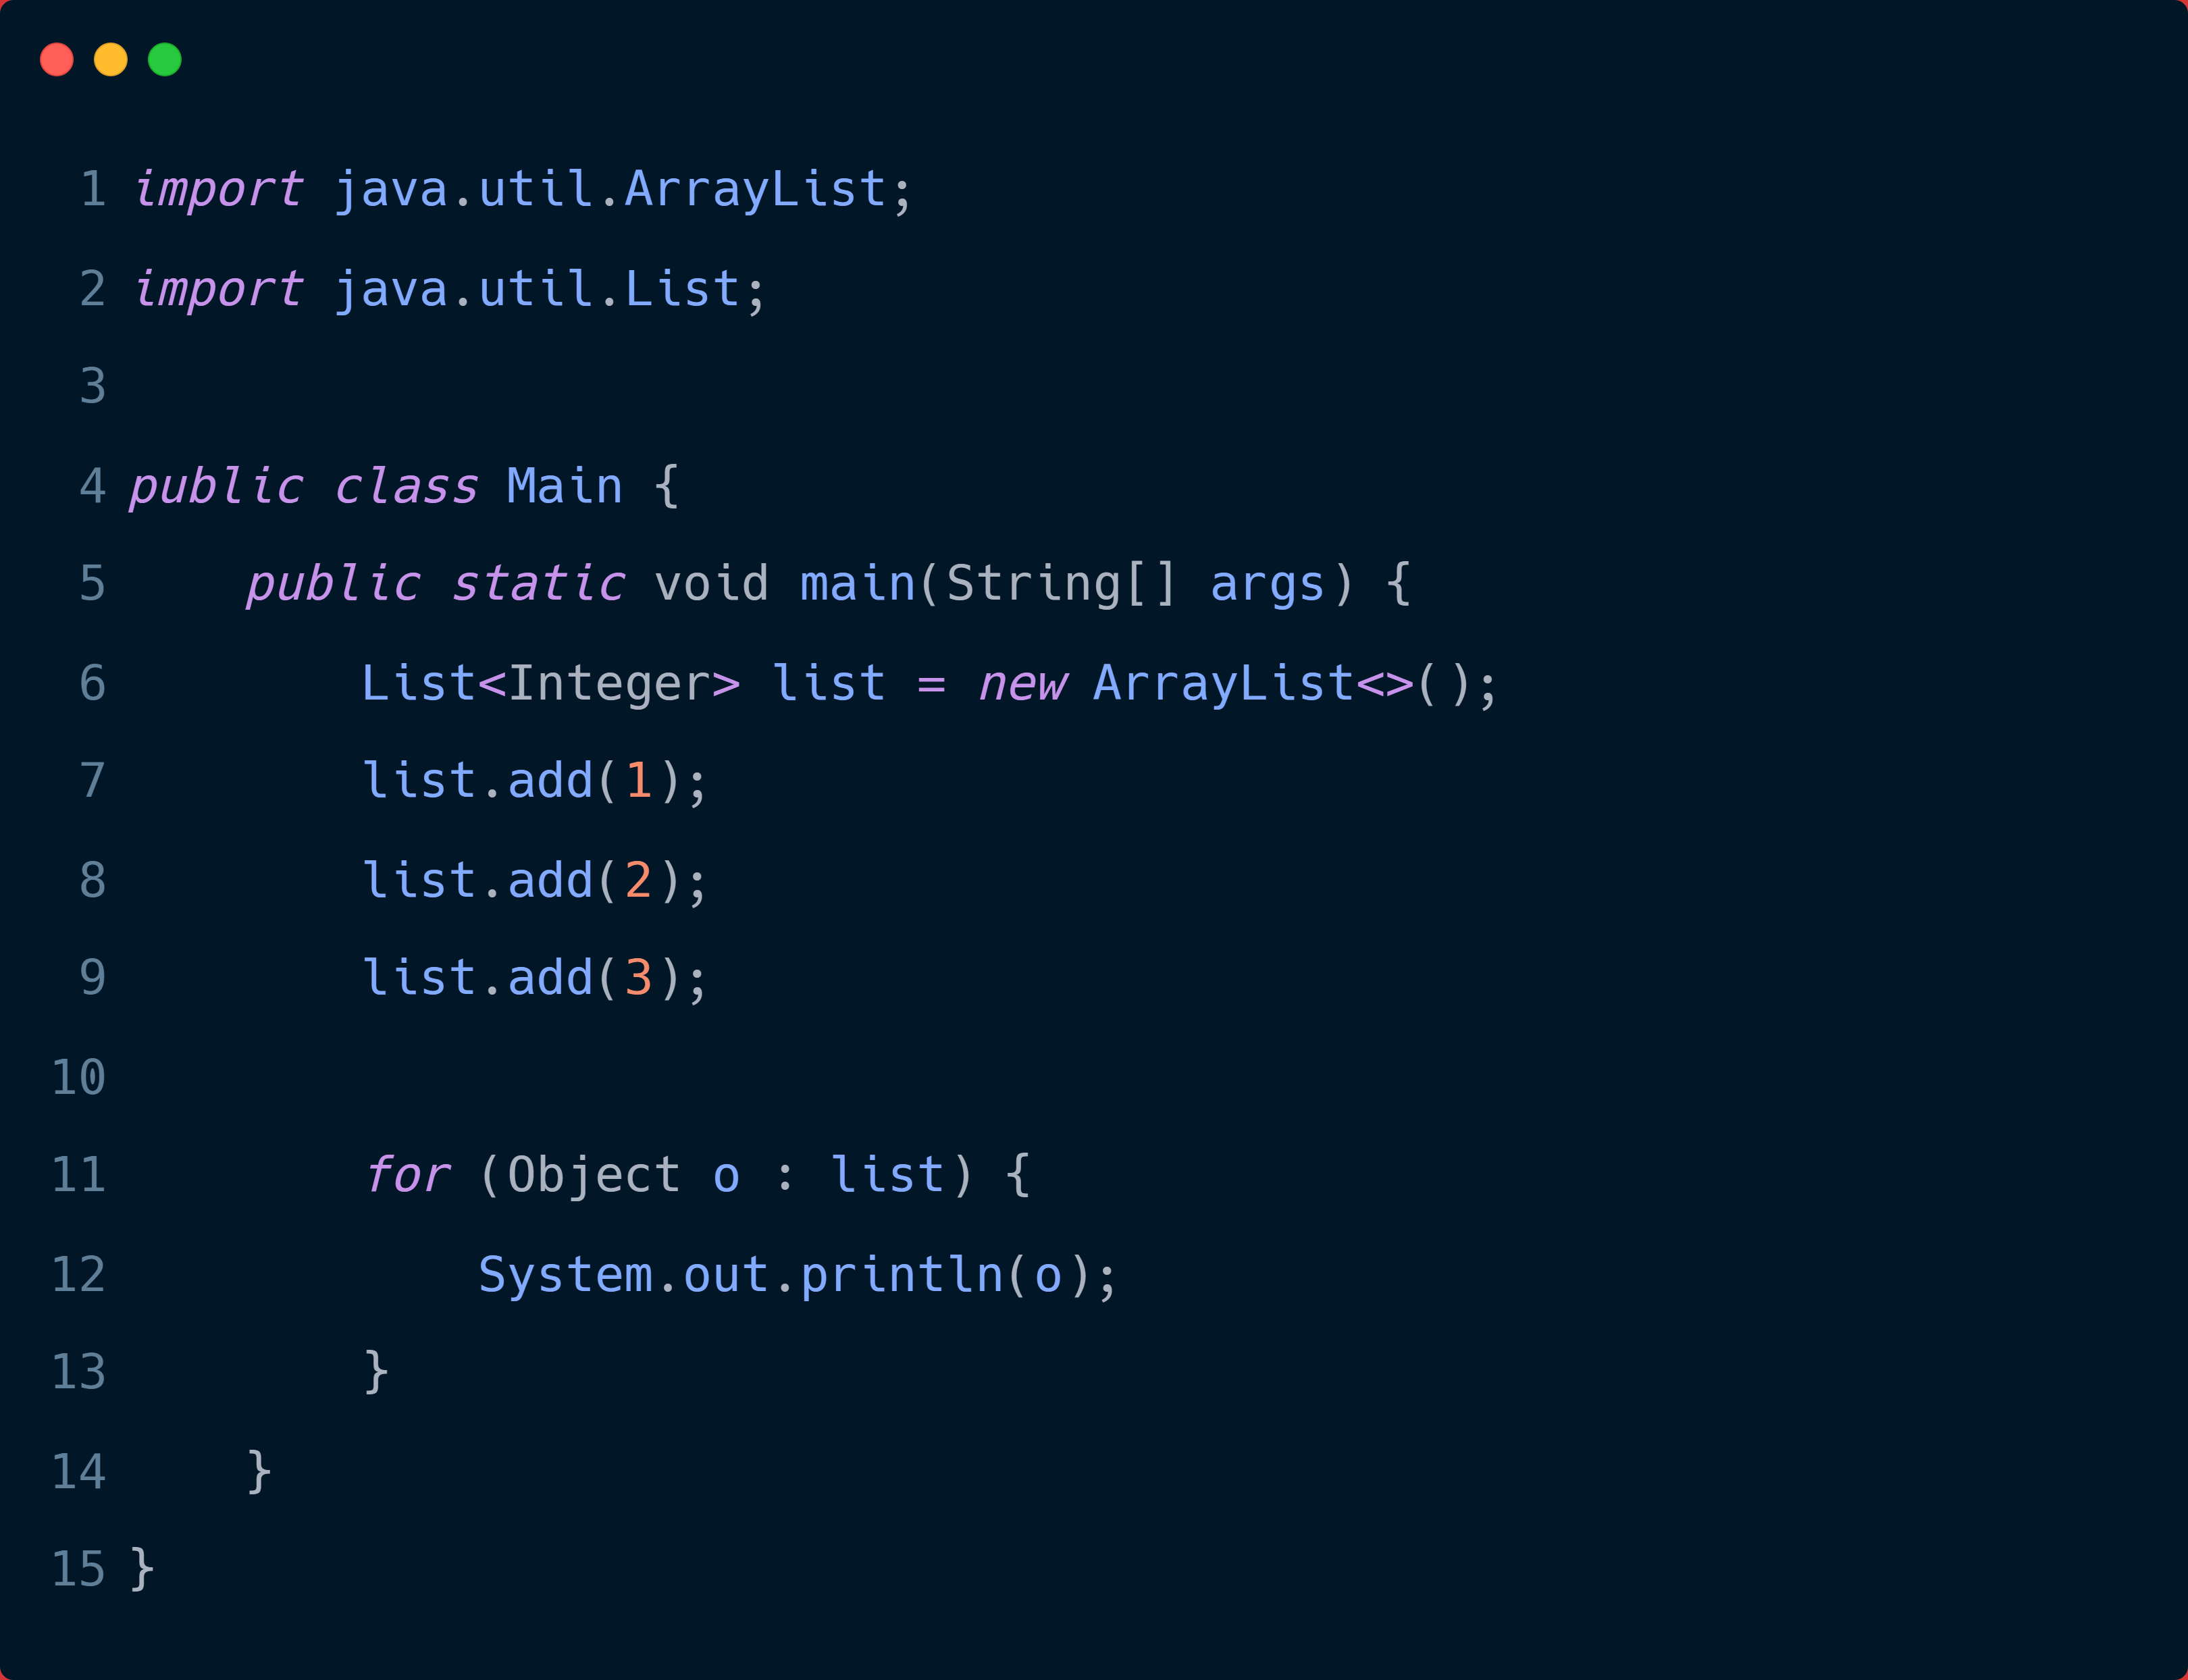 1 import java.util.ArrayList;
2 import java.util.List;
3
4 public class Main {
5     public static void main(String[] args) {
6         List<Integer> list = new ArrayList<>();
7         list.add(1);
8         list.add(2);
9         list.add(3);
10
11         for (Object o : list) {
12             System.out.println(o);
13         }
14     }
15 }